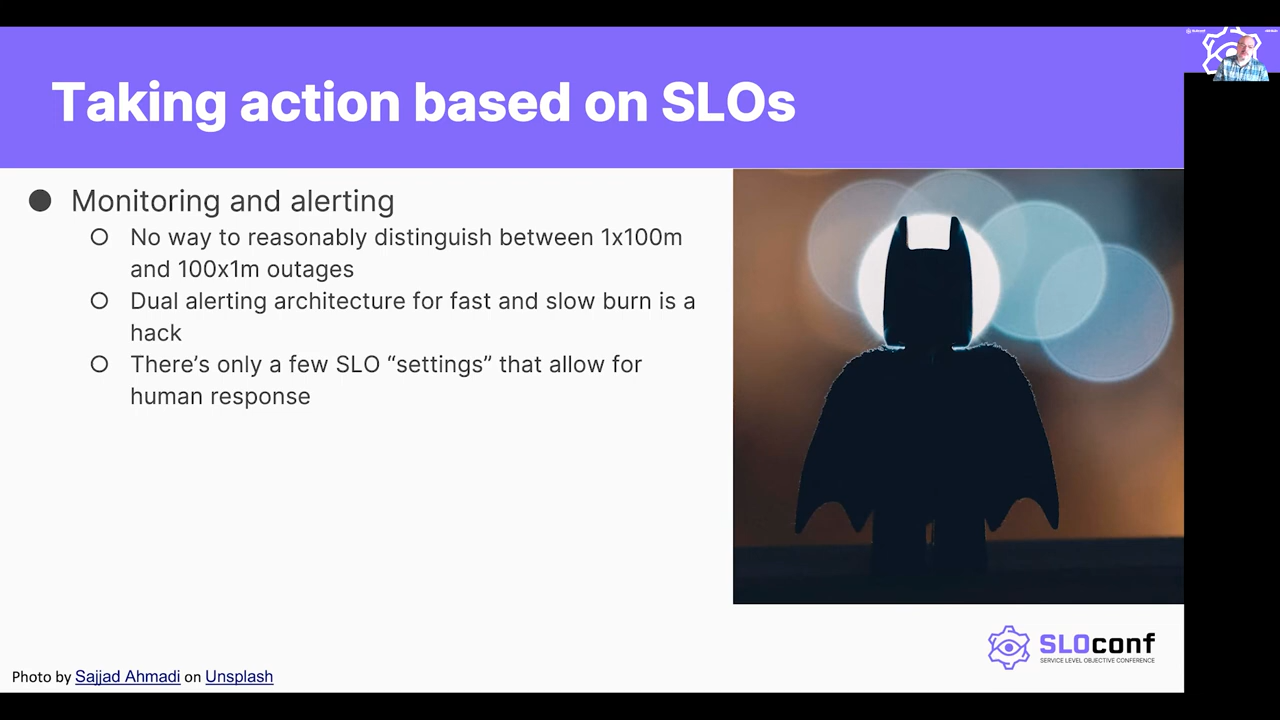 Taking action based on SLOs
Monitoring and alerting
No way to reasonably distinguish between 1x100m
and 100x1m outages
Dual alerting architecture for fast and slow burn is a
hack
There's only a few SLO “settings” that allow for
human response
SLOconf
SERVICE LEVEL OBJECTIVE CONFERENCE
Photo by Sajjad Ahmadi on Unsplash